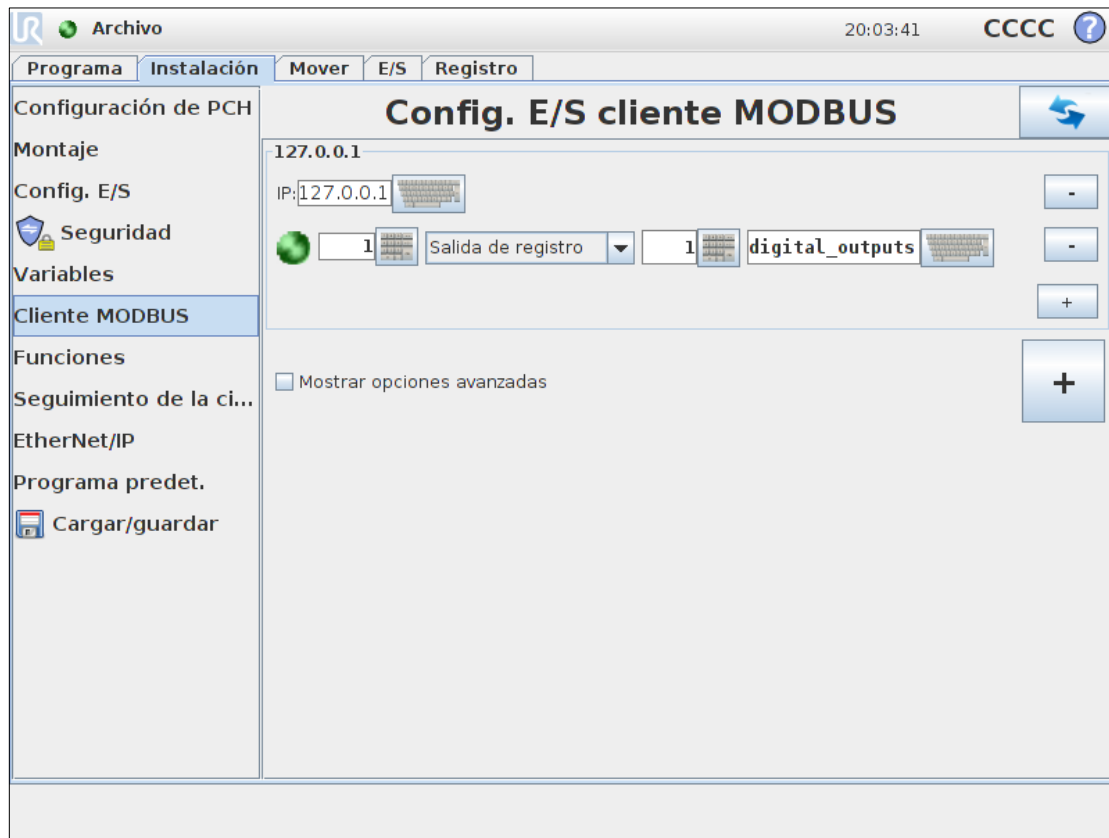 UR Archivo 20:03:41 CCCC ?
Programa Instalación Mover E/S Registro
Configuración de PCH
Montaje
Config. E/S
Seguridad
Variables
Cliente MODBUS
Funciones
Seguimiento de la ci...
EtherNet/IP
Programa predet.
Cargar/guardar
Config. E/S cliente MODBUS
127.0.0.1
IP: 127.0.0.1 -
1 Salida de registro 1 digital_outputs -
+
Mostrar opciones avanzadas +